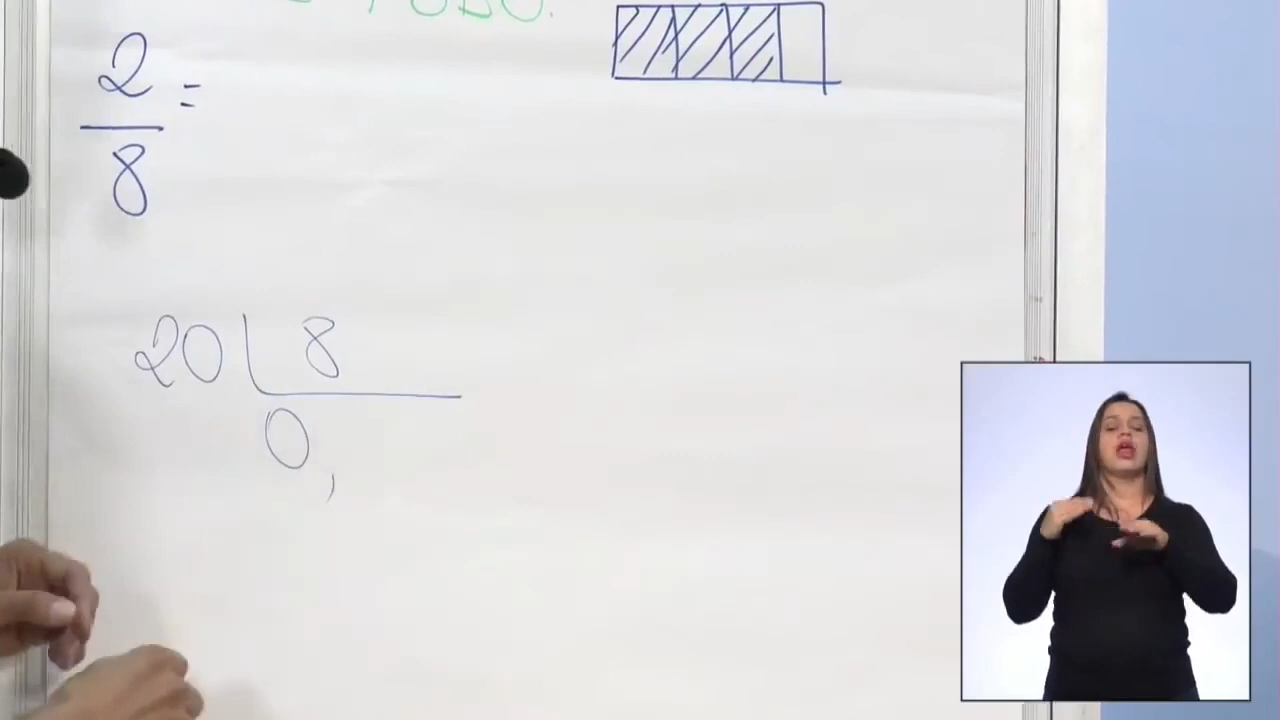 2
— =
8
20 | 8
0,